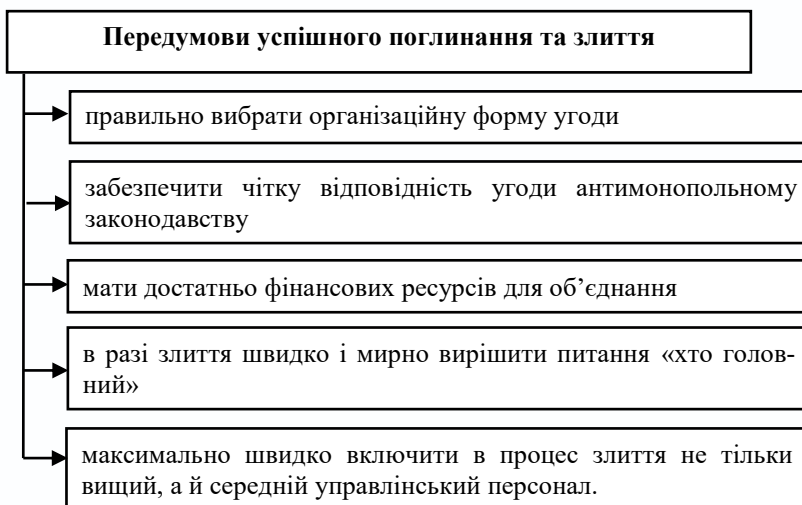 Передумови успішного поглинання та злиття
правильно вибрати організаційну форму угоди
забезпечити чітку відповідність угоди антимонопольному
законодавству
мати достатньо фінансових ресурсів для об’єднання
в разі злиття швидко і мирно вирішити питання «хто голов-
ний»
максимально швидко включити в процес злиття не тільки
вищий, а й середній управлінський персонал.